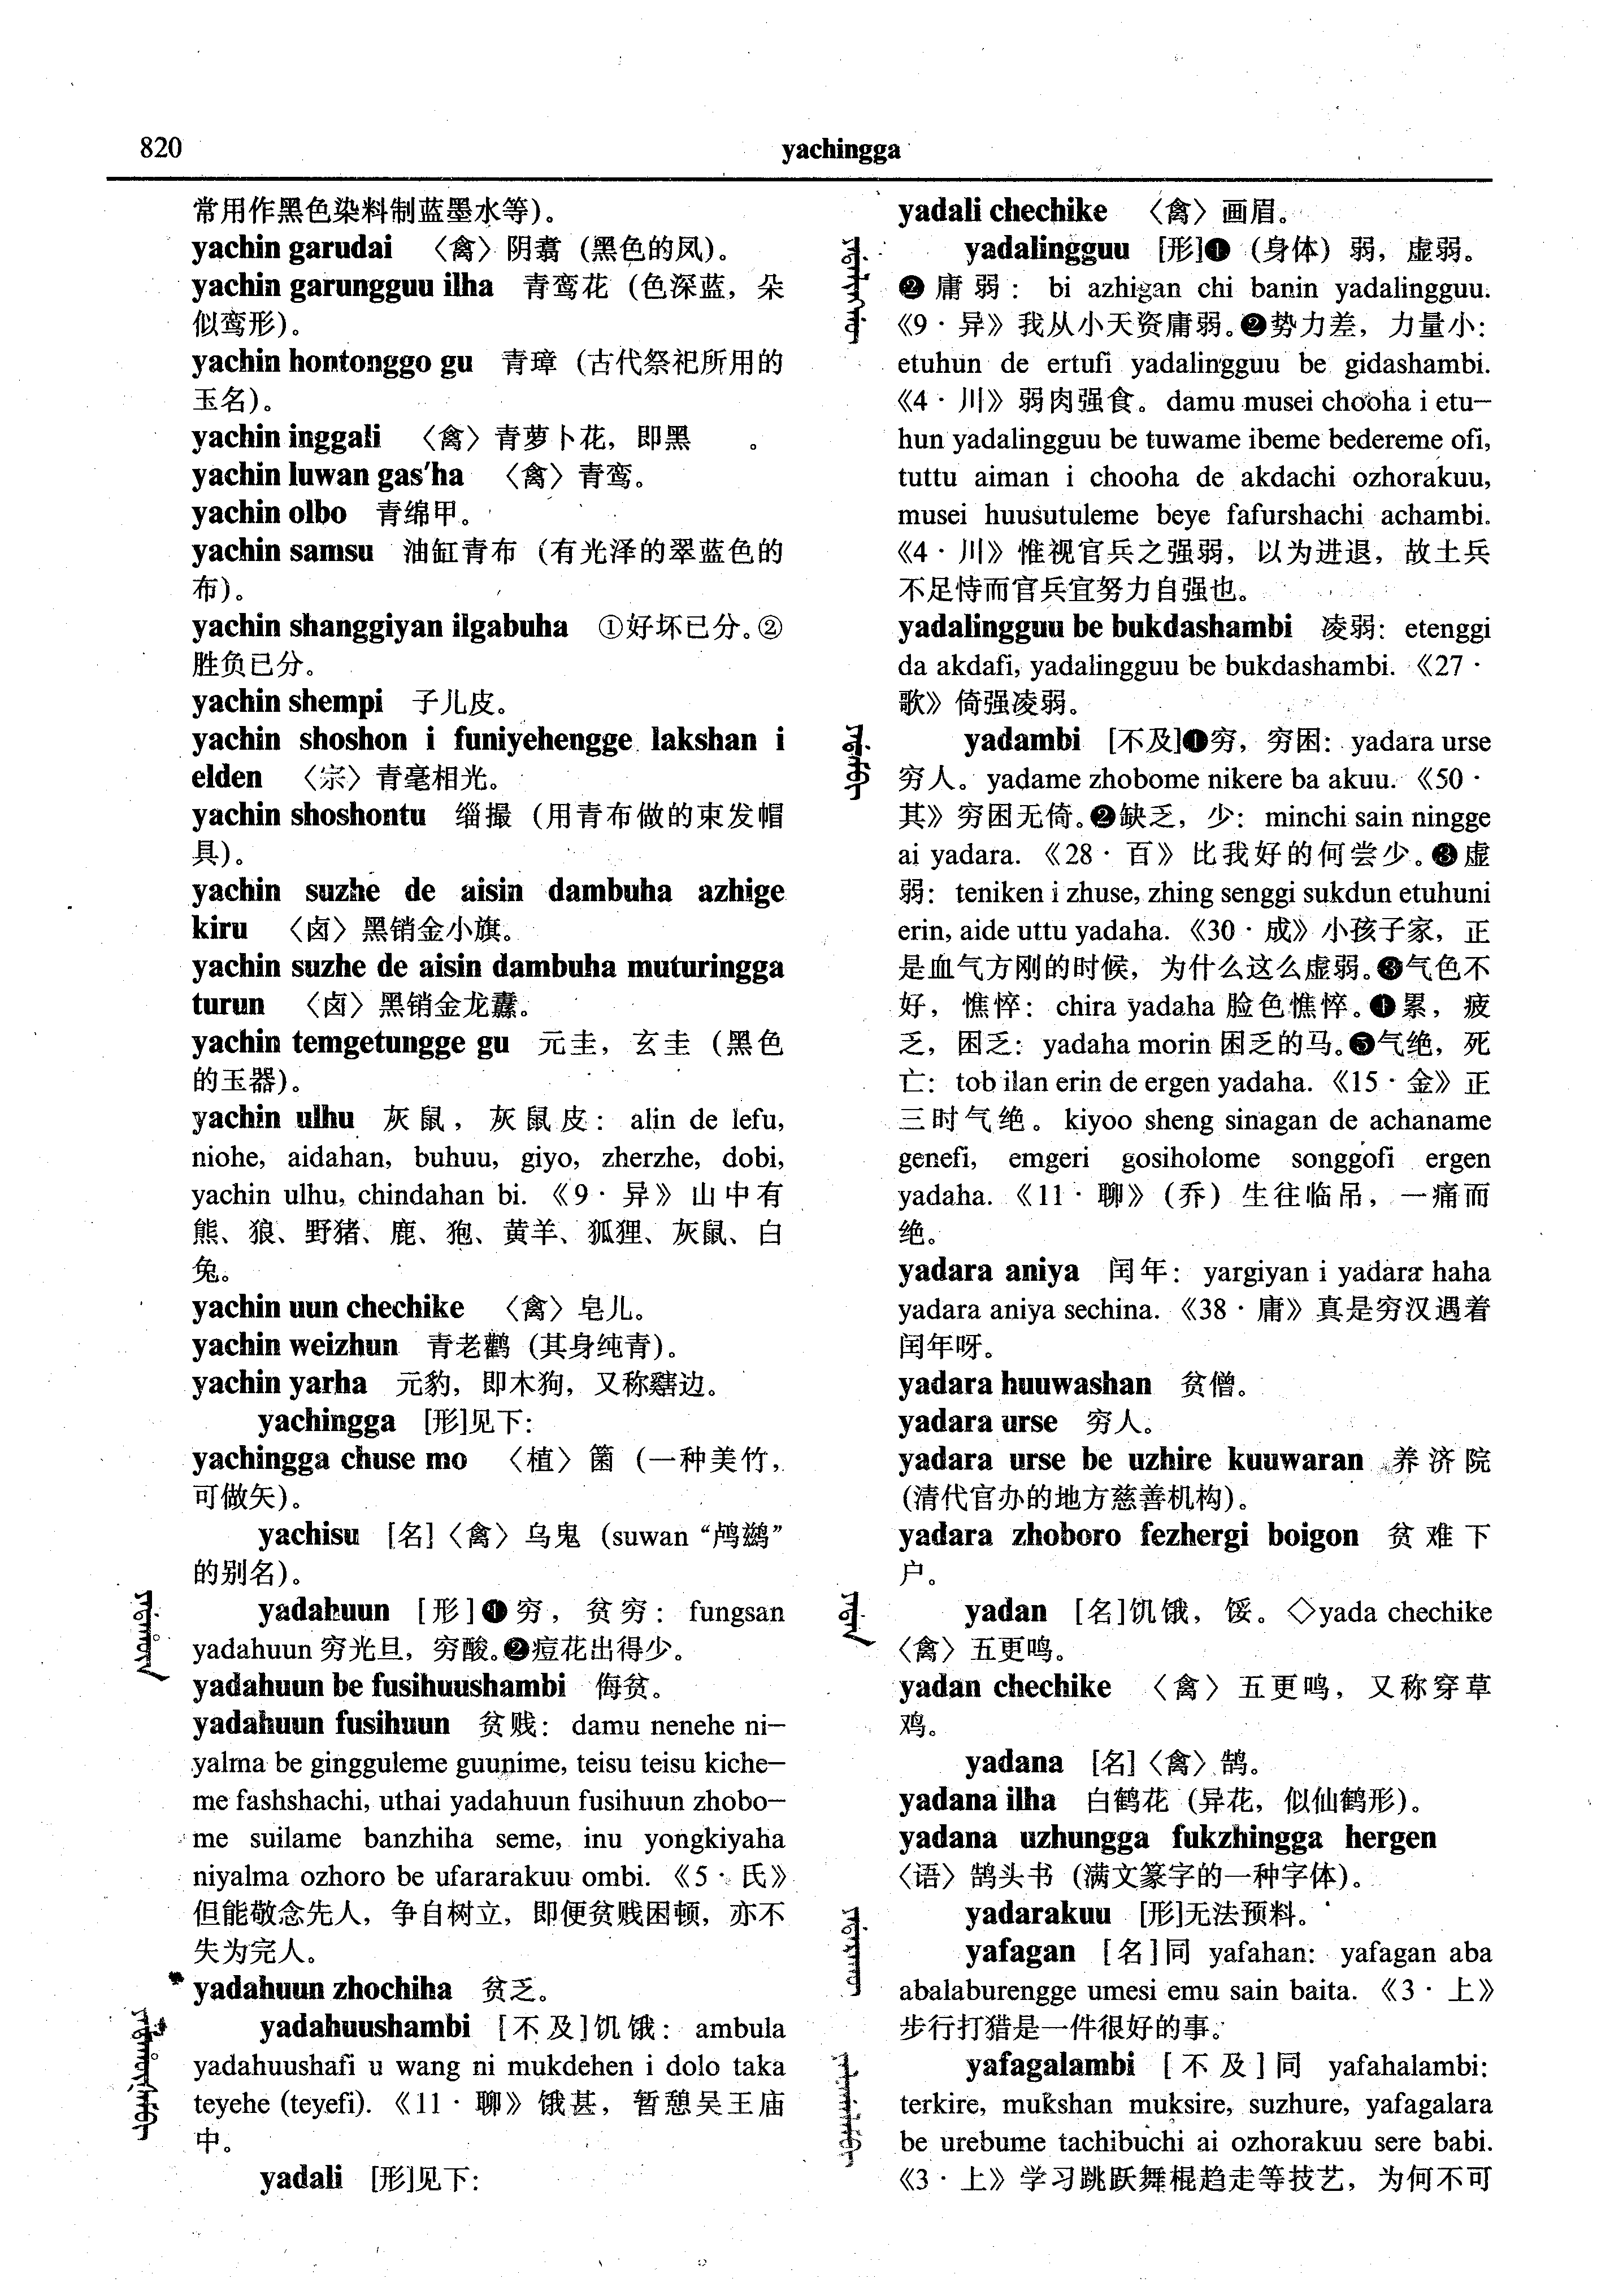 820
yachingga
常用作黑色染料制蓝墨水等)。
yachin garudai 〈禽〉阴翥 (黑色的凤)。
yachin garungguu ilha 青鸾花 (色深蓝, 朵
似鸾形)。
yachin hontonggo gu 青璋 (古代祭祀所用的
玉名)。
yachin inggali 〈禽〉青萝卜花, 即黑 。
yachin luwan gas'ha 〈禽〉青鸾。
yachin olbo 青绵甲。
yachin samsu 油缸青布 (有光泽的翠蓝色的
布)。
yachin shanggiyan ilgabuha ①好坏已分。②
胜负已分。
yachin shempi 子儿皮。
yachin shoshon i funiyehengge lakshan i
elden 〈宗〉青毫相光。
yachin shoshontu 缁撮 (用青布做的束发帽
具)。
yachin suzhe de aisin dambuha azhige
kiru 〈卤〉黑销金小旗。
yachin suzhe de aisin dambuha muturingga
turun 〈卤〉黑销金龙纛。
yachin temgetungge gu 元圭, 玄圭 (黑色
的玉器)。
yachin ulhu 灰鼠, 灰鼠皮: alin de lefu,
niohe, aidahan, buhuu, giyo, zherzhe, dobi,
yachin ulhu, chindahan bi. 《9 · 异》山中有
熊、狼、野猪、鹿、狍、黄羊、狐狸、灰鼠、白
兔。
yachin uun chechike 〈禽〉皂儿。
yachin weizhun 青老鹳 (其身纯青)。
yachin yarha 元豹, 即木狗, 又称豷边。
yachingga [形]见下:
yachingga chuse mo 〈植〉箘 (一种美竹,
可做矢)。
yachisu [名]〈禽〉乌鬼 (suwan “鸬鹚”
的别名)。
yadahuun [形]❶穷, 贫穷: fungsan
yadahuun 穷光旦, 穷酸。❷痘花出得少。
yadahuun be fusihuushambi 侮贫。
yadahuun fusihuun 贫贱: damu nenehe ni–
yalma be gingguleme guunime, teisu teisu kiche–
me fashshachi, uthai yadahuun fusihuun zhobo–
me suilame banzhiha seme, inu yongkiyaha
niyalma ozhoro be ufararakuu ombi. 《5 · 氏》
但能敬念先人, 争自树立, 即便贫贱困顿, 亦不
失为完人。
yadahuun zhochiha 贫乏。
yadahuushambi [不及]饥饿: ambula
yadahuushafi u wang ni mukdehen i dolo taka
teyehe (teyefi). 《11 · 聊》饿甚, 暂憩吴王庙
中。
yadali [形]见下:
yadali chechike 〈禽〉画眉。
yadalingguu [形]❶ (身体) 弱, 虚弱。
❷庸弱: bi azhigan chi banin yadalingguu.
《9 · 异》我从小天资庸弱。❷势力差, 力量小:
etuhun de ertufi yadalingguu be gidashambi.
《4 · 川》弱肉强食。damu musei chooha i etu–
hun yadalingguu be tuwame ibeme bedereme ofi,
tuttu aiman i chooha de akdachi ozhorakuu,
musei huusutuleme beye fafurshachi achambi.
《4 · 川》惟视官兵之强弱, 以为进退, 故土兵
不足恃而官兵宜努力自强也。
yadalingguu be bukdashambi 凌弱: etenggi
da akdafi, yadalingguu be bukdashambi. 《27 ·
歌》倚强凌弱。
yadambi [不及]❶穷, 穷困: yadara urse
穷人。yadame zhobome nikere ba akuu. 《50 ·
其》穷困无倚。❷缺乏, 少: minchi sain ningge
ai yadara. 《28 · 百》比我好的何尝少。❸虚
弱: teniken i zhuse, zhing senggi sukdun etuhuni
erin, aide uttu yadaha. 《30 · 成》小孩子家, 正
是血气方刚的时候, 为什么这么虚弱。❸气色不
好, 憔悴: chira yadaha 脸色憔悴。❹累, 疲
乏, 困乏: yadaha morin 困乏的马。❺气绝, 死
亡: tob ilan erin de ergen yadaha. 《15 · 金》正
三时气绝。kiyoo sheng sinagan de achaname
genefi, emgeri gosiholome songgofi ergen
yadaha. 《11 · 聊》(乔) 生往临吊, 一痛而
绝。
yadara aniya 闰年: yargiyan i yadara haha
yadara aniya sechina. 《38 · 庸》真是穷汉遇着
闰年呀。
yadara huuwashan 贫僧。
yadara urse 穷人。
yadara urse be uzhire kuuwaran 养济院
(清代官办的地方慈善机构)。
yadara zhoboro fezhergi boigon 贫难下
户。
yadan [名]饥饿, 馁。◇yada chechike
〈禽〉五更鸣。
yadan chechike 〈禽〉五更鸣, 又称穿草
鸡。
yadana [名]〈禽〉鹄。
yadana ilha 白鹤花 (异花, 似仙鹤形)。
yadana uzhungga fukzhingga hergen
〈语〉鹄头书 (满文篆字的一种字体)。
yadarakuu [形]无法预料。
yafagan [名]同 yafahan: yafagan aba
abalaburengge umesi emu sain baita. 《3 · 上》
步行打猎是一件很好的事。
yafagalambi [不及]同 yafahalambi:
terkire, mukshan muksire, suzhure, yafagalara
be urebume tachibuchi ai ozhorakuu sere babi.
《3 · 上》学习跳跃舞棍趋走等技艺, 为何不可